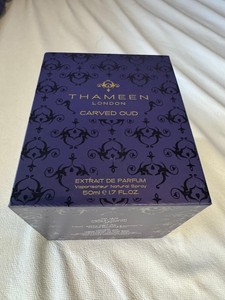 THAMEEN
LONDON
CARVED OUD
EXTRAIT DE PARFUM
Vaporisateur Natural Spray
50ml ℮ 1.7 FL.OZ.